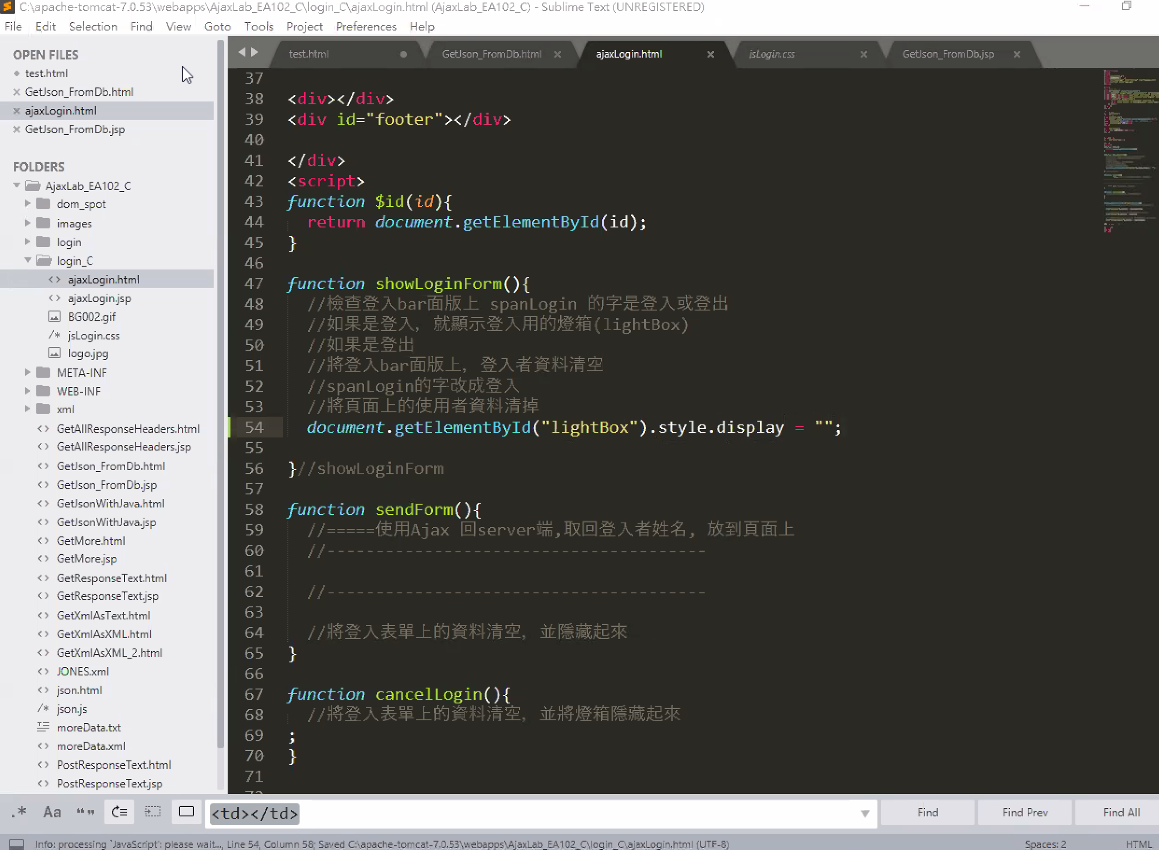 C:\apache-tomcat-7.0.53\webapps\AjaxLab_EA102_C\login_C\ajaxLogin.html (AjaxLab_EA102_C) - Sublime Text (UNREGISTERED)
File Edit Selection Find View Goto Tools Project Preferences Help
OPEN FILES
test.html
GetJson_FromDb.html
ajaxLogin.html
GetJson_FromDb.jsp
FOLDERS
AjaxLab_EA102_C
dom_spot
images
login
login_C
ajaxLogin.html
ajaxLogin.jsp
BG002.gif
jsLogin.css
logo.jpg
META-INF
WEB-INF
xml
GetAllResponseHeaders.html
GetAllResponseHeaders.jsp
GetJson_FromDb.html
GetJson_FromDb.jsp
GetJsonWithJava.html
GetJsonWithJava.jsp
GetMore.html
GetMore.jsp
GetResponseText.html
GetResponseText.jsp
GetXmlAsText.html
GetXmlAsXML.html
GetXmlAsXML_2.html
JONES.xml
json.html
json.js
moreData.txt
moreData.xml
PostResponseText.html
PostResponseText.jsp
test.html GetJson_FromDb.html ajaxLogin.html jsLogin.css GetJson_FromDb.jsp
37
38 <div></div>
39 <div id="footer"></div>
40
41 </div>
42 <script>
43 function $id(id){
44 return document.getElementById(id);
45 }
46
47 function showLoginForm(){
48 //檢查登入bar面版上 spanLogin 的字是登入或登出
49 //如果是登入, 就顯示登入用的燈箱(lightBox)
50 //如果是登出
51 //將登入bar面版上, 登入者資料清空
52 //spanLogin的字改成登入
53 //將頁面上的使用者資料清掉
54 document.getElementById("lightBox").style.display = "";
55
56 }//showLoginForm
57
58 function sendForm(){
59 //=====使用Ajax 回server端,取回登入者姓名, 放到頁面上
60 //---------------------------------------
61
62 //---------------------------------------
63
64 //將登入表單上的資料清空, 並隱藏起來
65 }
66
67 function cancelLogin(){
68 //將登入表單上的資料清空, 並將燈箱隱藏起來
69 ;
70 }
71
.* Aa “” <td></td> Find Find Prev Find All
Info: processing `JavaScript`: please wait..., Line 54, Column 58; Saved C:\apache-tomcat-7.0.53\webapps\AjaxLab_EA102_C\login_C\ajaxLogin.html (UTF-8) Spaces: 2 HTML